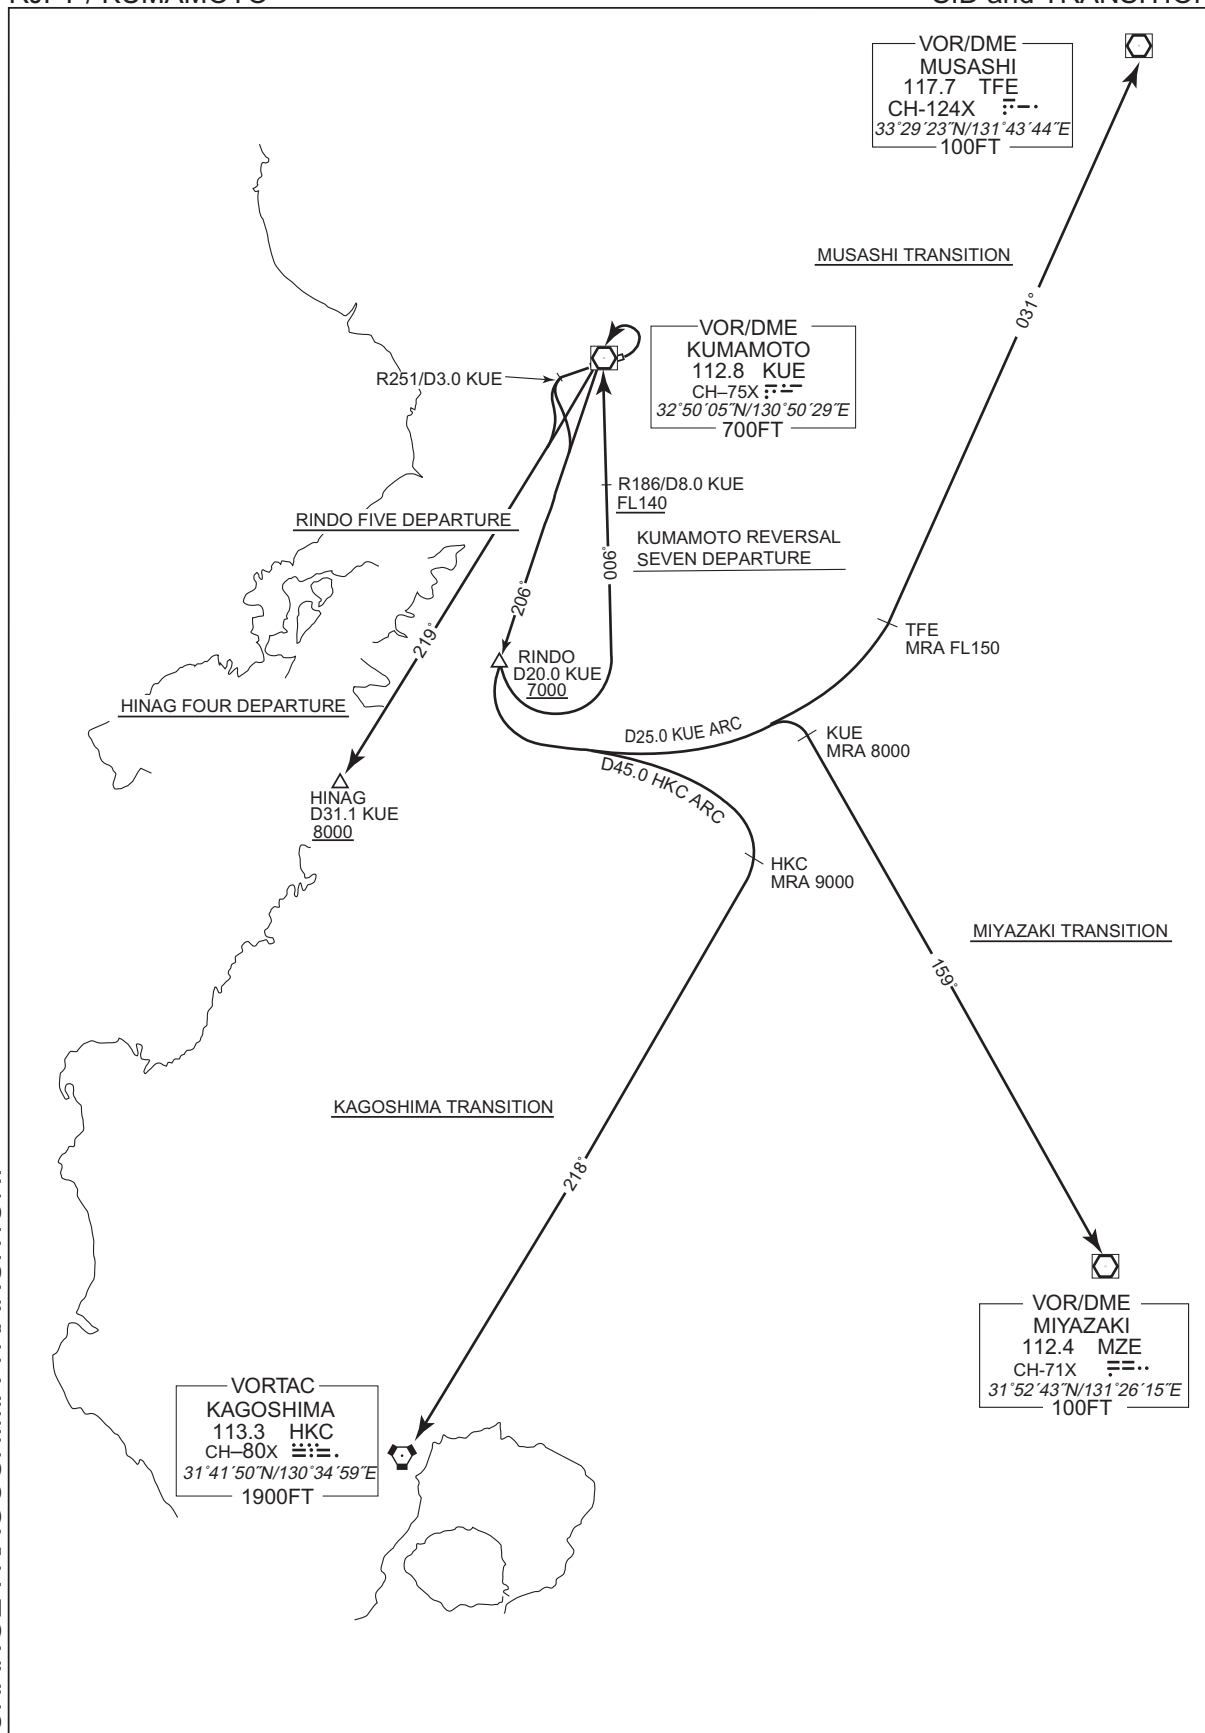 VOR/DME
MUSASHI
117.7 TFE
CH-124X
33°29´23˝N/131°43´44˝E
100FT
MUSASHI TRANSITION
031°
VOR/DME
KUMAMOTO
112.8 KUE
CH–75X
32°50´05˝N/130°50´29˝E
700FT
R251/D3.0 KUE
R186/D8.0 KUE
FL140
RINDO FIVE DEPARTURE
KUMAMOTO REVERSAL
SEVEN DEPARTURE
006°
206°
219°
TFE
MRA FL150
RINDO
D20.0 KUE
7000
HINAG FOUR DEPARTURE
D25.0 KUE ARC
KUE
MRA 8000
D45.0 HKC ARC
HINAG
D31.1 KUE
8000
HKC
MRA 9000
MIYAZAKI TRANSITION
159°
KAGOSHIMA TRANSITION
218°
VOR/DME
MIYAZAKI
112.4 MZE
CH-71X
31°52´43˝N/131°26´15˝E
100FT
VORTAC
KAGOSHIMA
113.3 HKC
CH–80X
31°41´50˝N/130°34´59˝E
1900FT